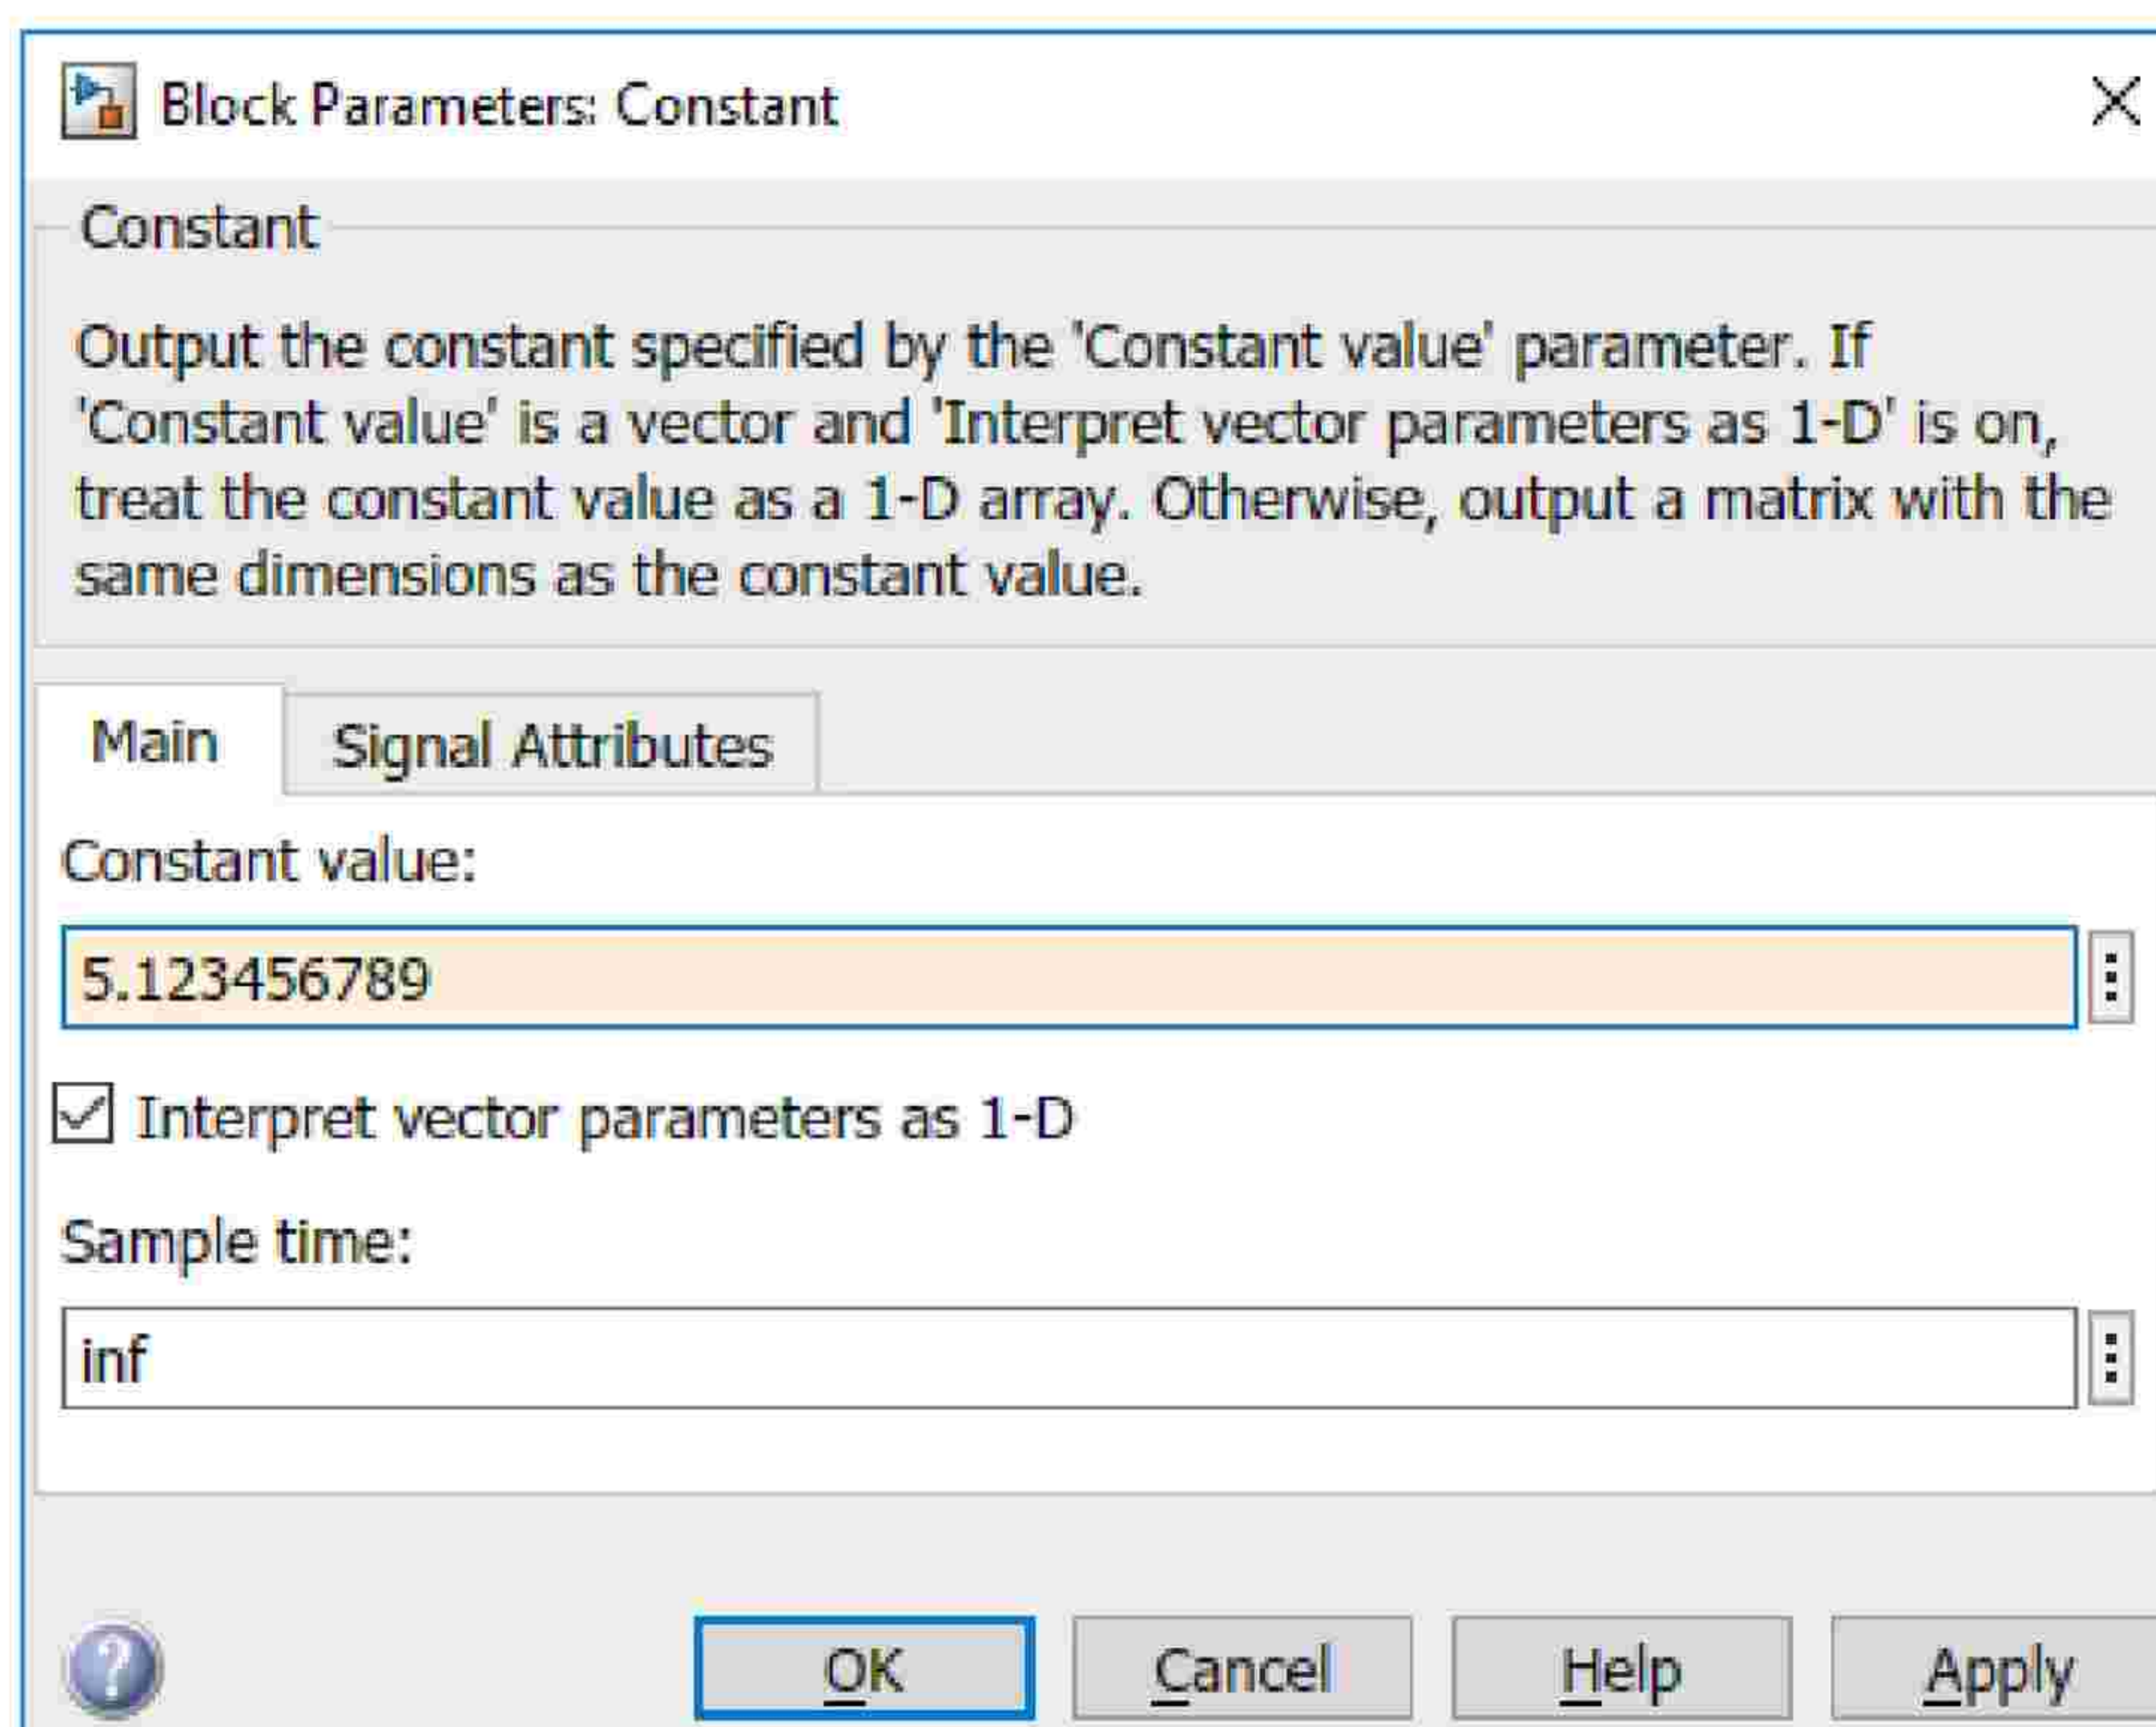 Block Parameters: Constant
Constant
Output the constant specified by the 'Constant value' parameter. If
'Constant value' is a vector and 'Interpret vector parameters as 1-D' is on,
treat the constant value as a 1-D array. Otherwise, output a matrix with the
same dimensions as the constant value.
Main Signal Attributes
Constant value:
5.123456789
Interpret vector parameters as 1-D
Sample time:
inf
? OK Cancel Help Apply